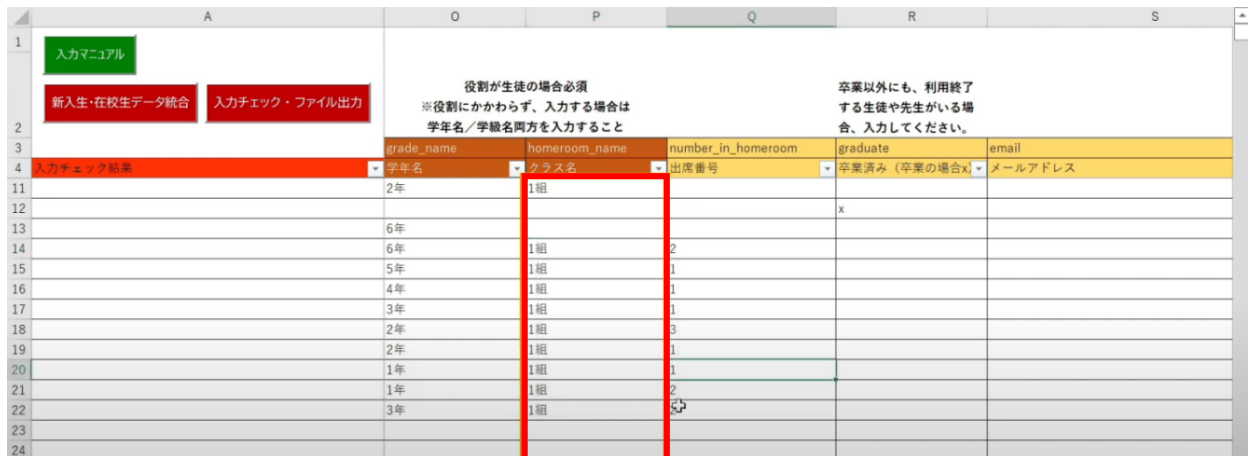 A O P Q R S
1
入力マニュアル
新入生・在校生データ統合 入力チェック・ファイル出力
役割が生徒の場合必須
※役割にかかわらず、入力する場合は
学年名／学級名両方を入力すること
卒業以外にも、利用終了
する生徒や先生がいる場
合、入力してください。
2
3 grade_name homeroom_name number_in_homeroom graduate email
4 入力チェック結果 学年名 クラス名 出席番号 卒業済み（卒業の場合x） メールアドレス
11 2年 1組
12 x
13 6年
14 6年 1組 2
15 5年 1組 1
16 4年 1組 1
17 3年 1組 1
18 2年 1組 3
19 2年 1組 1
20 1年 1組 1
21 1年 1組 2
22 3年 1組
23
24